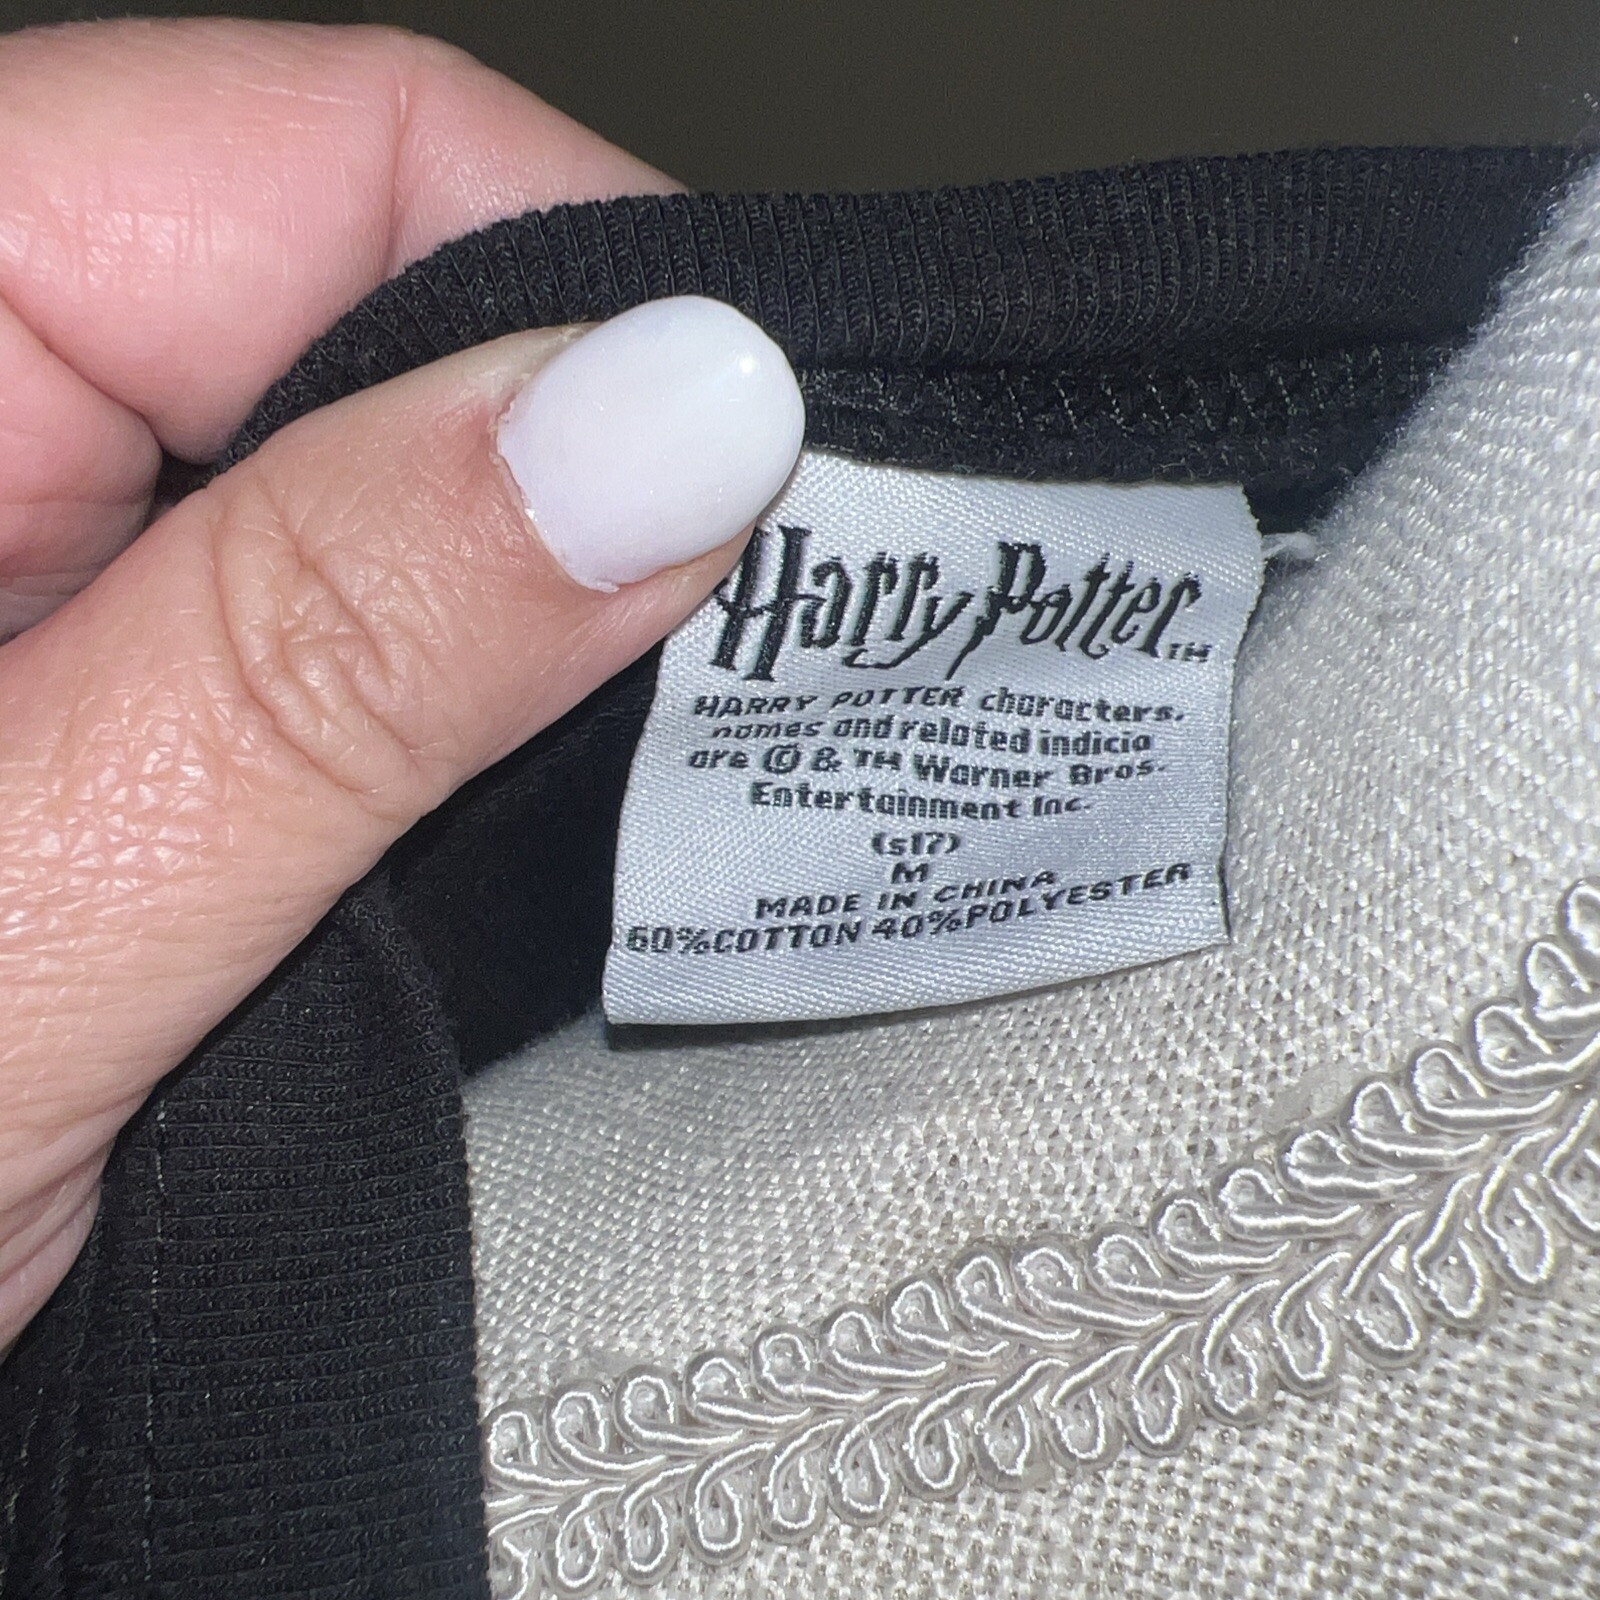 Harry Potter™
HARRY POTTER characters,
names and related indicia
are © & TM Warner Bros.
Entertainment Inc.
(s17)
M
MADE IN CHINA
60%COTTON 40%POLYESTER